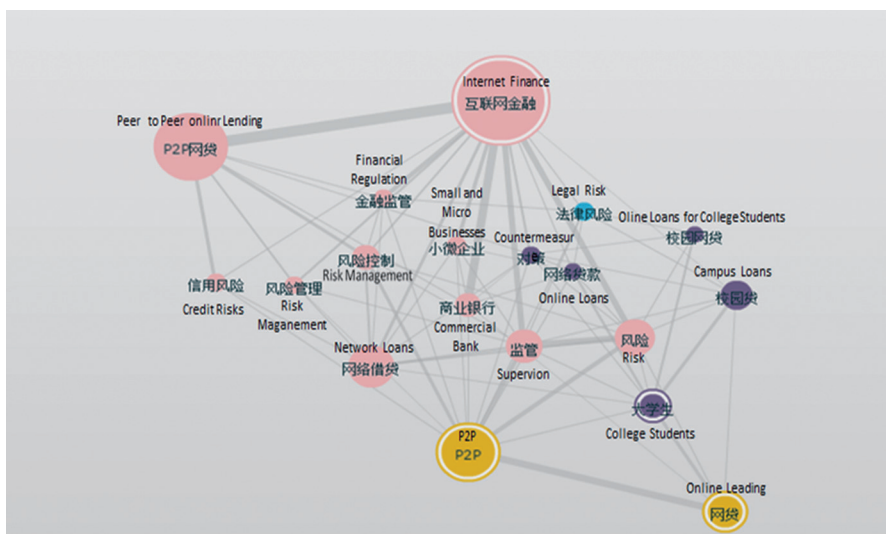 Internet Finance
互联网金融
Peer to Peer onlinr Lending
P2P网贷
Financial
Regulation
金融监管
Small and
Micro
Businesses
小微企业
Legal Risk
法律风险
Oline Loans for College Students
校园网贷
Countermeasur
对策
网络贷款
Online Loans
Campus Loans
校园贷
风险控制
Risk Management
信用风险
Credit Risks
风险管理
Risk
Maganement
商业银行
Commercial
Bank
Network Loans
网络借贷
监管
Supervion
风险
Risk
大学生
College Students
P2P
P2P
Online Leading
网贷